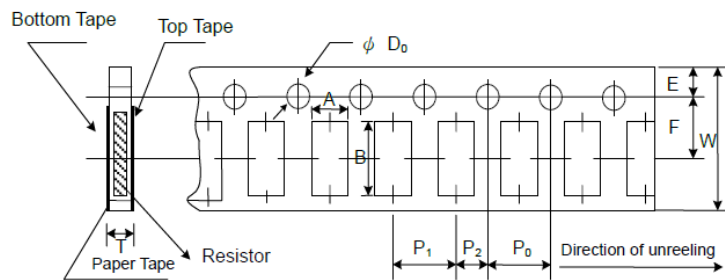 Bottom Tape
Top Tape
ϕ D₀
E
A
F
W
B
T
Resistor
P₁
P₂
P₀
Direction of unreeling
Paper Tape